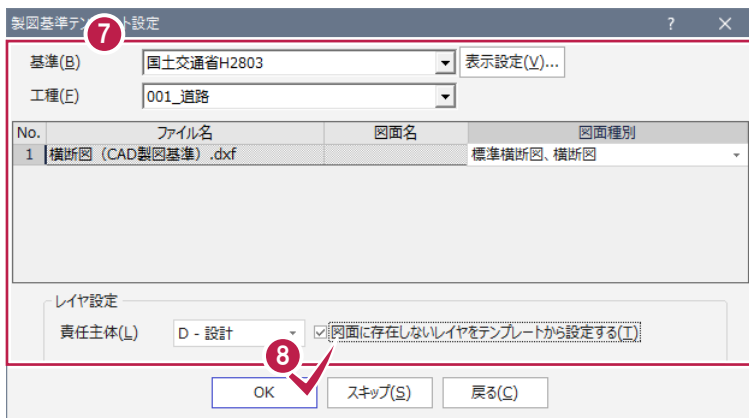 製図基準テンプレート設定 ? ×
7
基準(B) 国土交通省H2803 表示設定(V)...
工種(F) 001_道路
No. ファイル名 図面名 図面種別
1 横断図（CAD製図基準）.dxf 標準横断図、横断図
レイヤ設定
責任主体(L) D - 設計 図面に存在しないレイヤをテンプレートから設定する(T)
8
OK スキップ(S) 戻る(C)